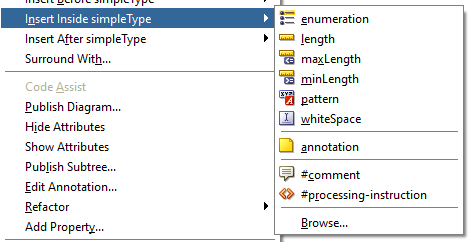 Insert Before simpleType
Insert Inside simpleType
Insert After simpleType
Surround With...
Code Assist
Publish Diagram...
Hide Attributes
Show Attributes
Publish Subtree...
Edit Annotation...
Refactor
Add Property...
enumeration
length
maxLength
minLength
pattern
whiteSpace
annotation
#comment
#processing-instruction
Browse...